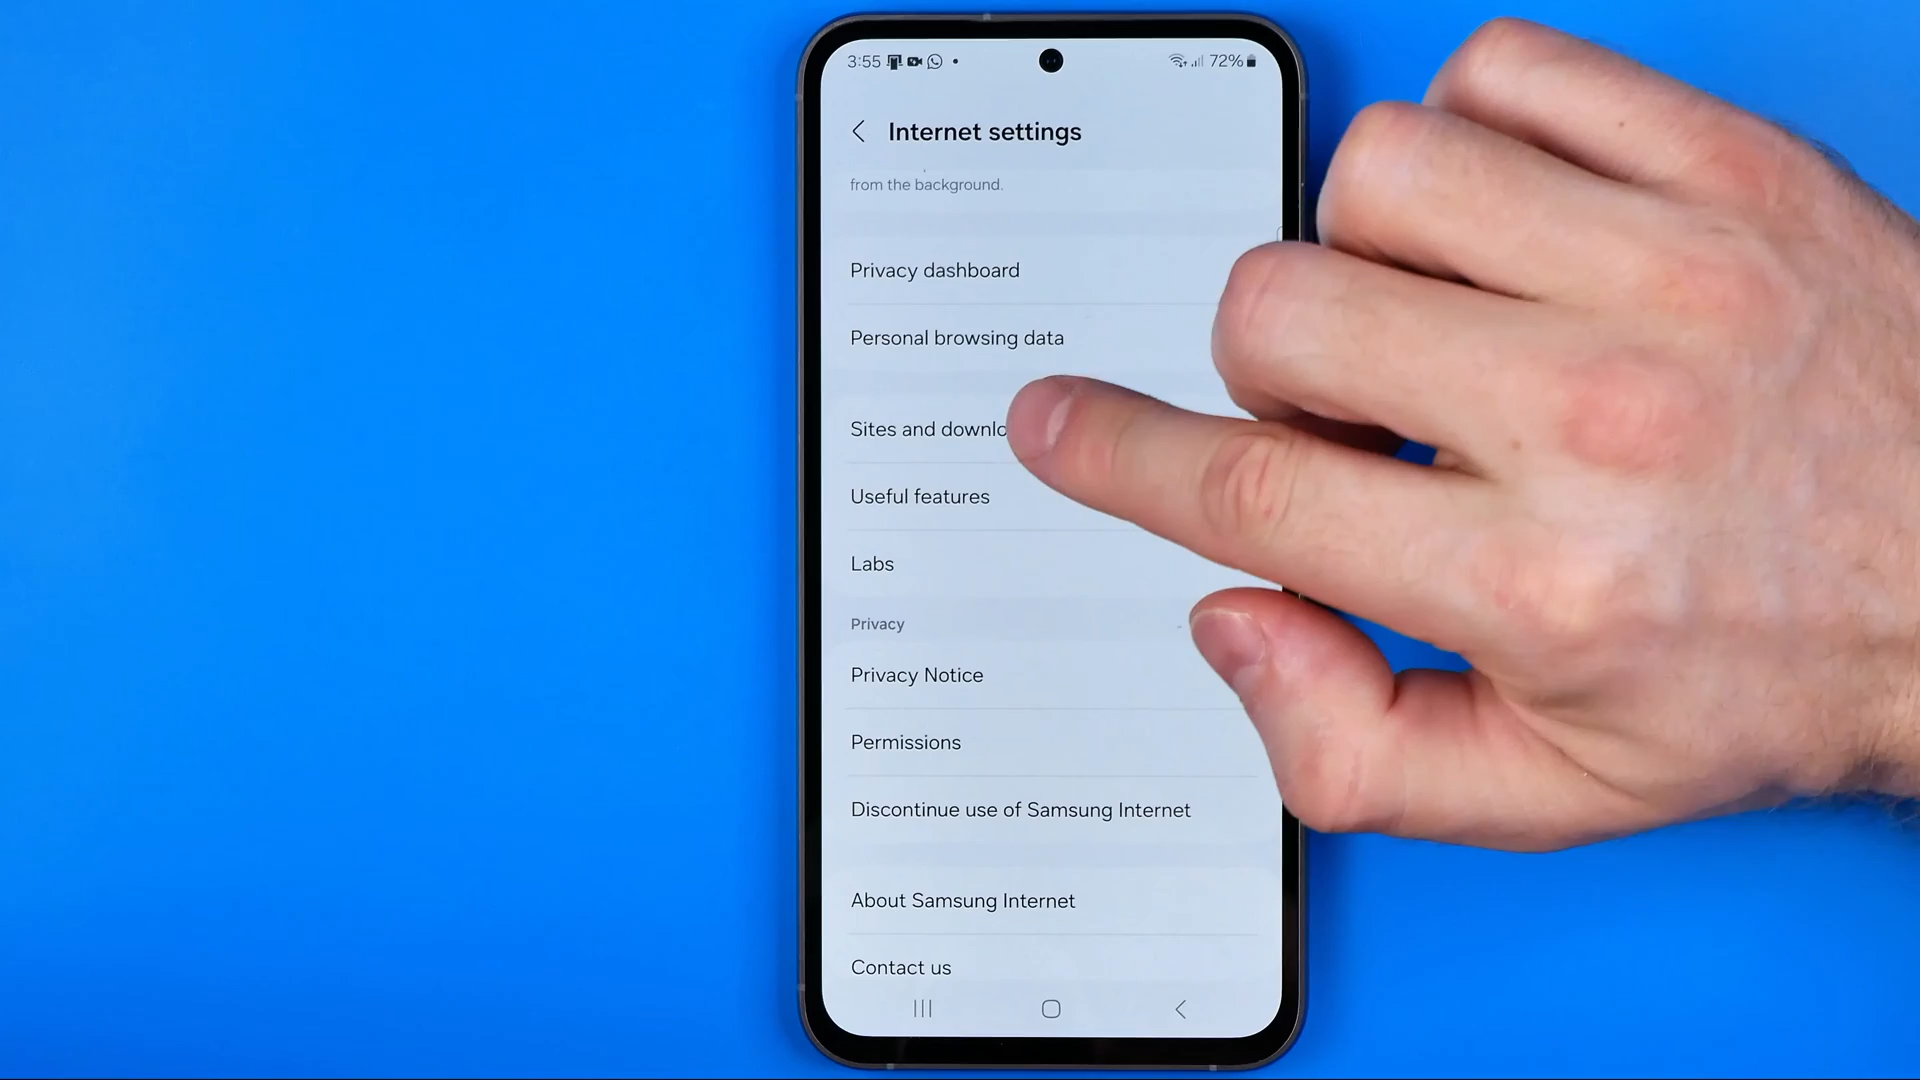 3:55 72%
Internet settings
from the background.
Privacy dashboard
Personal browsing data
Sites and downlo
Useful features
Labs
Privacy
Privacy Notice
Permissions
Discontinue use of Samsung Internet
About Samsung Internet
Contact us